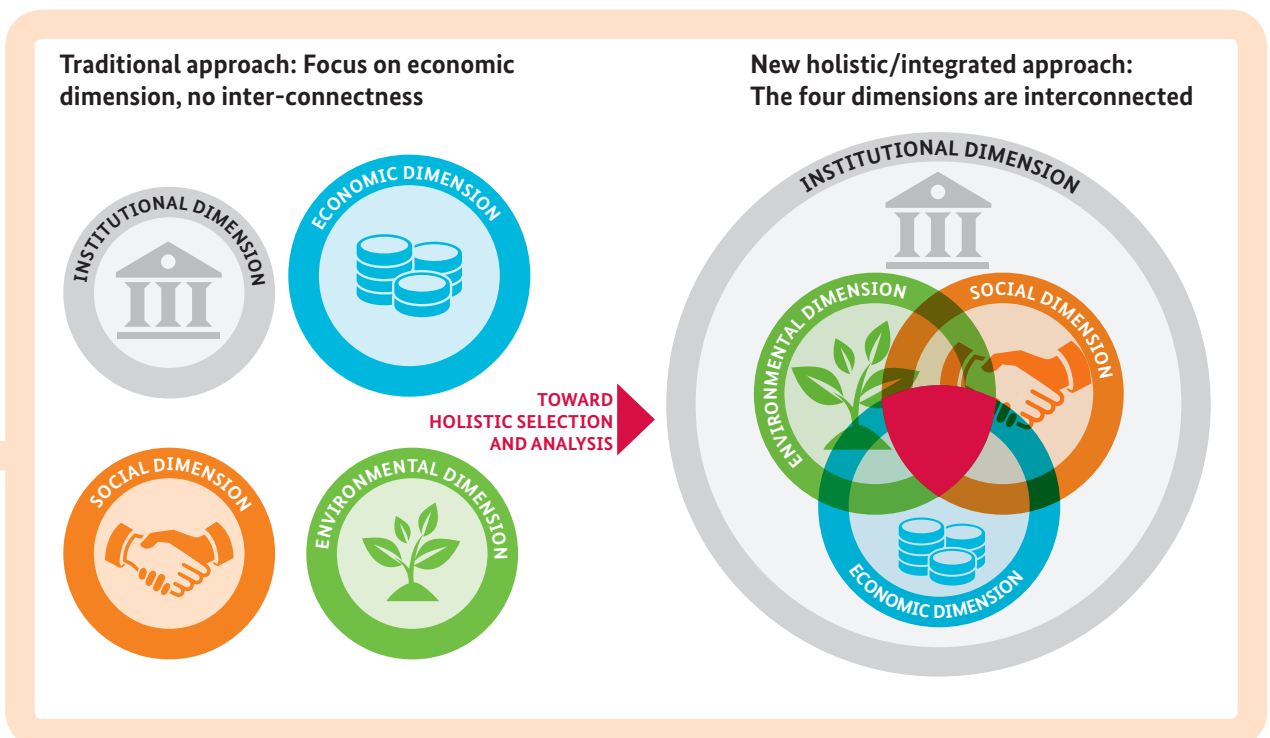 Traditional approach: Focus on economic
dimension, no inter-connectness
INSTITUTIONAL DIMENSION
ECONOMIC DIMENSION
SOCIAL DIMENSION
ENVIRONMENTAL DIMENSION
TOWARD
HOLISTIC SELECTION
AND ANALYSIS
New holistic/integrated approach:
The four dimensions are interconnected
INSTITUTIONAL DIMENSION
ENVIRONMENTAL DIMENSION
SOCIAL DIMENSION
ECONOMIC DIMENSION